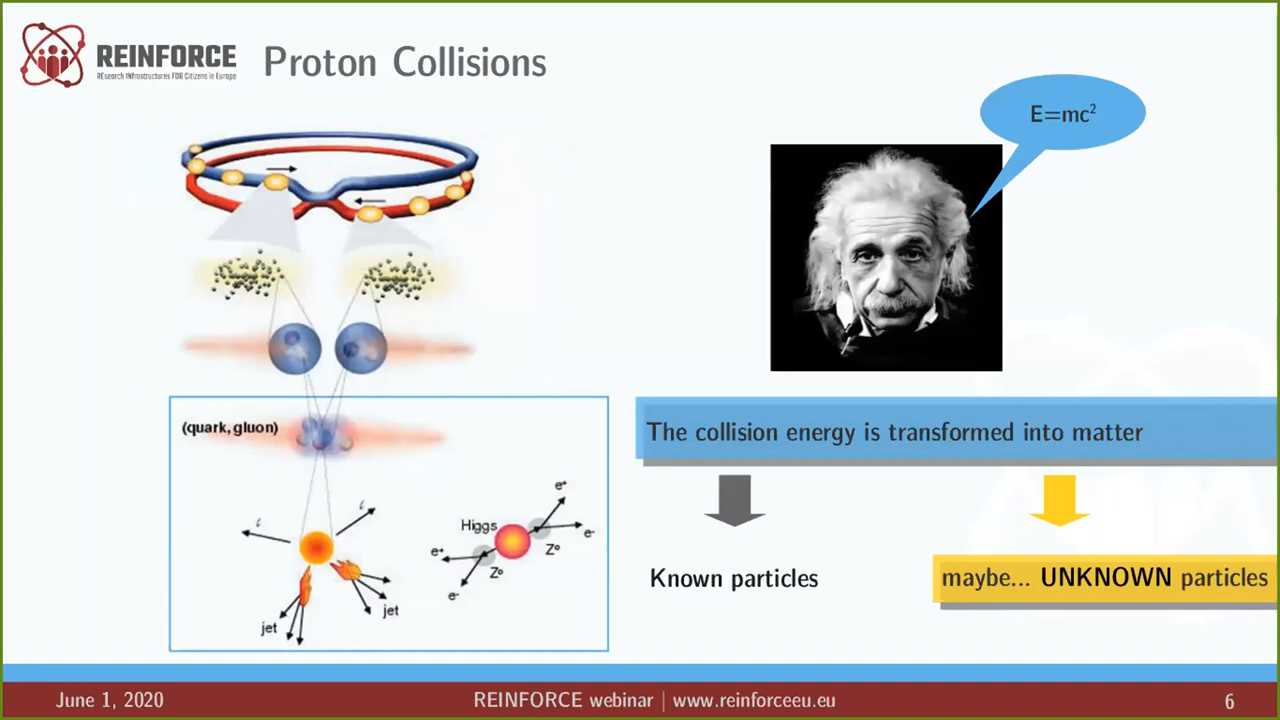 REINFORCE
REsearch INfrastructures FOR Citizens in Europe
Proton Collisions
E=mc²
(quark, gluon)
ℓ
ℓ
jet
jet
Higgs
e⁺
e⁻
Z⁰
e⁺
e⁻
Z⁰
The collision energy is transformed into matter
Known particles
maybe... UNKNOWN particles
June 1, 2020
REINFORCE webinar | www.reinforceeu.eu
6